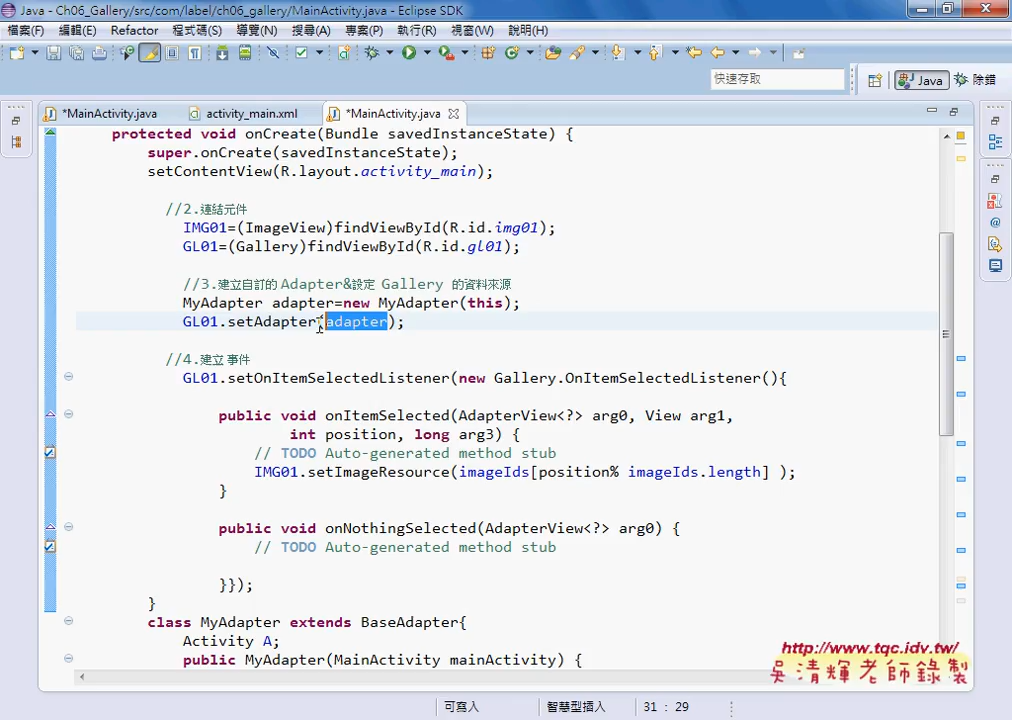 Java - Ch06_Gallery/src/com/label/ch06_gallery/MainActivity.java - Eclipse SDK
檔案(F) 編輯(E) Refactor 程式碼(S) 導覽(N) 搜尋(A) 專案(P) 執行(R) 視窗(W) 說明(H)
快速存取
Java 除錯
*MainActivity.java activity_main.xml *MainActivity.java
protected void onCreate(Bundle savedInstanceState) {
super.onCreate(savedInstanceState);
setContentView(R.layout.activity_main);
//2.連結元件
IMG01=(ImageView)findViewById(R.id.img01);
GL01=(Gallery)findViewById(R.id.gl01);
//3.建立自訂的 Adapter&設定 Gallery 的資料來源
MyAdapter adapter=new MyAdapter(this);
GL01.setAdapter(adapter);
//4.建立 事件
GL01.setOnItemSelectedListener(new Gallery.OnItemSelectedListener(){
public void onItemSelected(AdapterView<?> arg0, View arg1,
int position, long arg3) {
// TODO Auto-generated method stub
IMG01.setImageResource(imageIds[position% imageIds.length] );
}
public void onNothingSelected(AdapterView<?> arg0) {
// TODO Auto-generated method stub
}});
}
class MyAdapter extends BaseAdapter{
Activity A;
public MyAdapter(MainActivity mainActivity) {
http://www.tqc.idv.tw/
吳清輝老師錄製
可寫入 智慧型插入 31 : 29